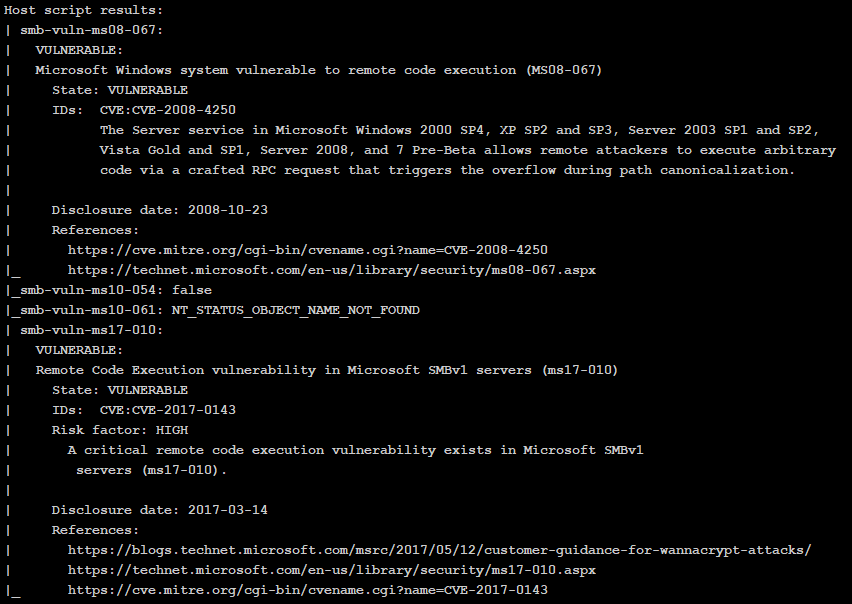 Host script results:
| smb-vuln-ms08-067:
|   VULNERABLE:
|   Microsoft Windows system vulnerable to remote code execution (MS08-067)
|     State: VULNERABLE
|     IDs:  CVE:CVE-2008-4250
|           The Server service in Microsoft Windows 2000 SP4, XP SP2 and SP3, Server 2003 SP1 and SP2,
|           Vista Gold and SP1, Server 2008, and 7 Pre-Beta allows remote attackers to execute arbitrary
|           code via a crafted RPC request that triggers the overflow during path canonicalization.
|
|     Disclosure date: 2008-10-23
|     References:
|       https://cve.mitre.org/cgi-bin/cvename.cgi?name=CVE-2008-4250
|_      https://technet.microsoft.com/en-us/library/security/ms08-067.aspx
|_smb-vuln-ms10-054: false
|_smb-vuln-ms10-061: NT_STATUS_OBJECT_NAME_NOT_FOUND
| smb-vuln-ms17-010:
|   VULNERABLE:
|   Remote Code Execution vulnerability in Microsoft SMBv1 servers (ms17-010)
|     State: VULNERABLE
|     IDs:  CVE:CVE-2017-0143
|     Risk factor: HIGH
|       A critical remote code execution vulnerability exists in Microsoft SMBv1
|        servers (ms17-010).
|
|     Disclosure date: 2017-03-14
|     References:
|       https://blogs.technet.microsoft.com/msrc/2017/05/12/customer-guidance-for-wannacrypt-attacks/
|       https://technet.microsoft.com/en-us/library/security/ms17-010.aspx
|_      https://cve.mitre.org/cgi-bin/cvename.cgi?name=CVE-2017-0143